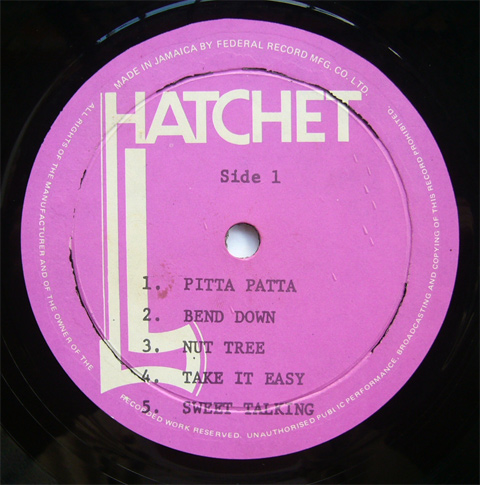 MADE IN JAMAICA BY FEDERAL RECORD MFG. CO. LTD.
HATCHET
Side 1
1. PITTA PATTA
2. BEND DOWN
3. NUT TREE
4. TAKE IT EASY
5. SWEET TALKING
ALL RIGHTS OF THE MANUFACTURER AND OF THE OWNER OF THE
RECORDED WORK RESERVED. UNAUTHORISED PUBLIC PERFORMANCE, BROADCASTING AND COPYING OF THIS RECORD PROHIBITED.